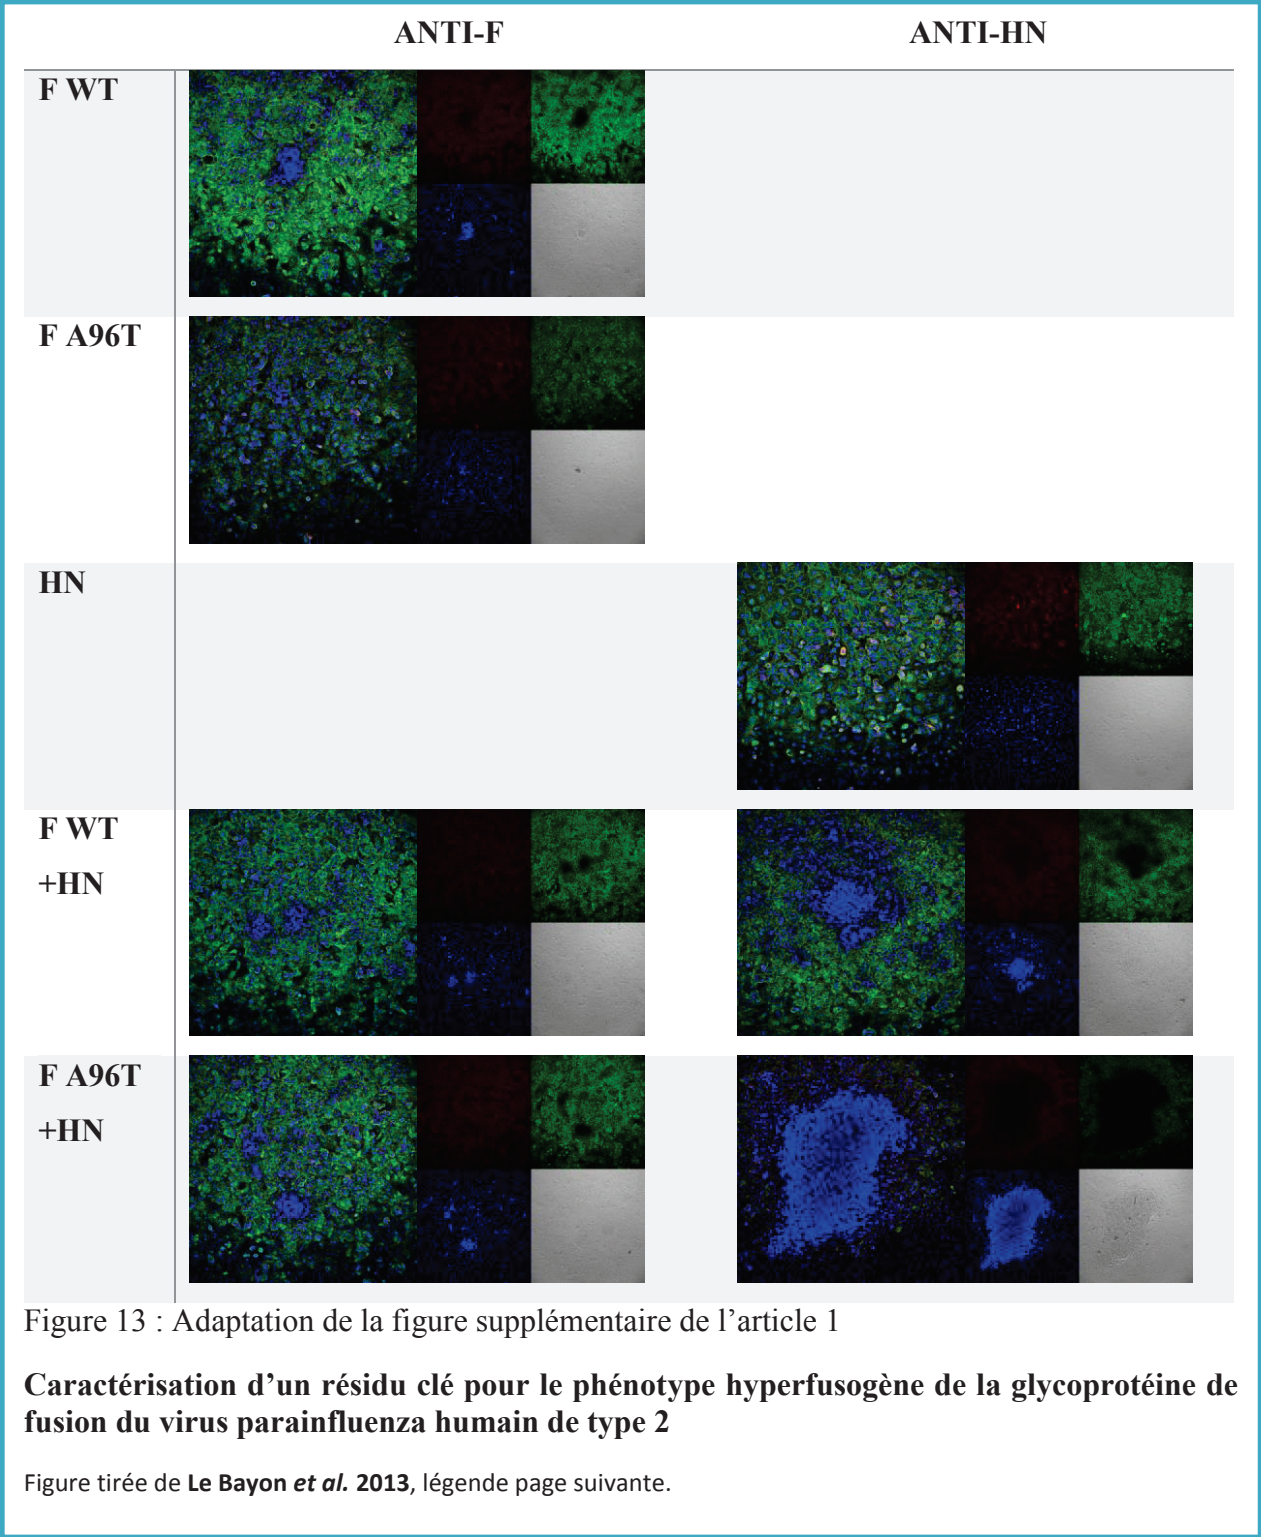 ANTI-F ANTI-HN
F WT
F A96T
HN
F WT
+HN
F A96T
+HN
Figure 13 : Adaptation de la figure supplémentaire de l’article 1
Caractérisation d’un résidu clé pour le phénotype hyperfusogène de la glycoprotéine de
fusion du virus parainfluenza humain de type 2
Figure tirée de Le Bayon et al. 2013, légende page suivante.